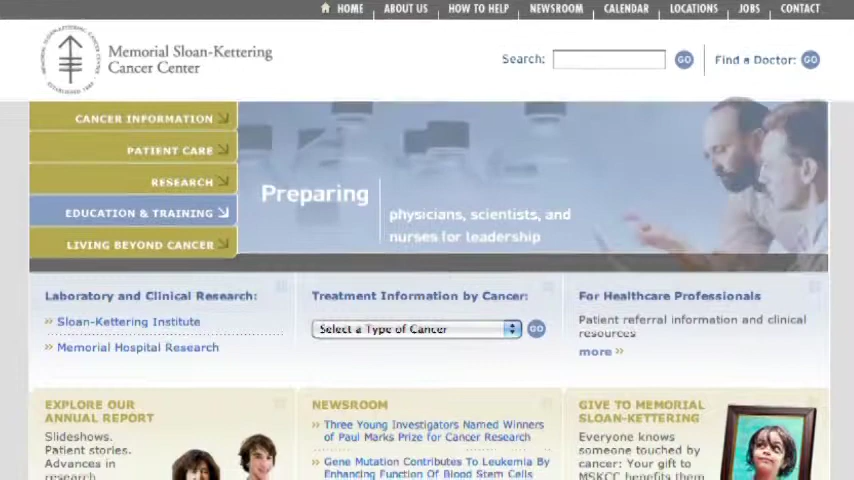 HOME
ABOUT US
HOW TO HELP
NEWSROOM
CALENDAR
LOCATIONS
JOBS
CONTACT
Memorial Sloan-Kettering
Cancer Center
Search:
GO
Find a Doctor:
GO
CANCER INFORMATION
PATIENT CARE
RESEARCH
EDUCATION & TRAINING
LIVING BEYOND CANCER
Preparing
physicians, scientists, and
nurses for leadership
Laboratory and Clinical Research:
» Sloan-Kettering Institute
» Memorial Hospital Research
Treatment Information by Cancer:
Select a Type of Cancer
GO
For Healthcare Professionals
Patient referral information and clinical
resources
more »
EXPLORE OUR
ANNUAL REPORT
Slideshows.
Patient stories.
Advances in
research
NEWSROOM
» Three Young Investigators Named Winners
of Paul Marks Prize for Cancer Research
» Gene Mutation Contributes To Leukemia By
Enhancing Function Of Blood Stem Cells
GIVE TO MEMORIAL
SLOAN-KETTERING
Everyone knows
someone touched by
cancer: Your gift to
MSKCC benefits them